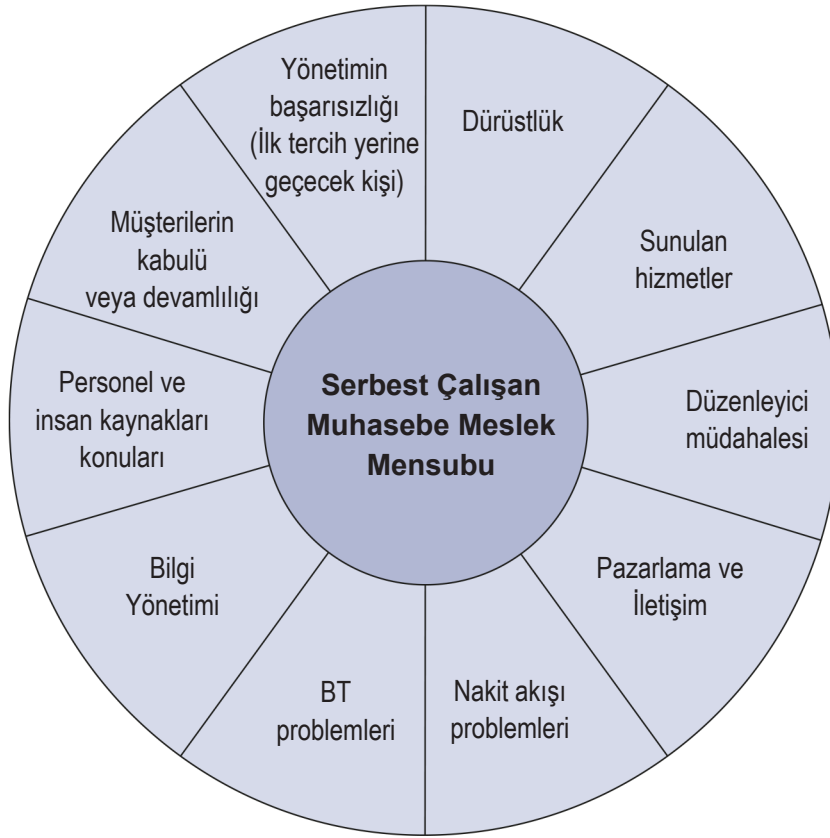 Yönetimin
başarısızlığı
(İlk tercih yerine
geçecek kişi)
Dürüstlük
Sunulan
hizmetler
Düzenleyici
müdahalesi
Pazarlama ve
İletişim
Nakit akışı
problemleri
BT
problemleri
Bilgi
Yönetimi
Personel ve
insan kaynakları
konuları
Müşterilerin
kabulü
veya devamlılığı
Serbest Çalışan
Muhasebe Meslek
Mensubu